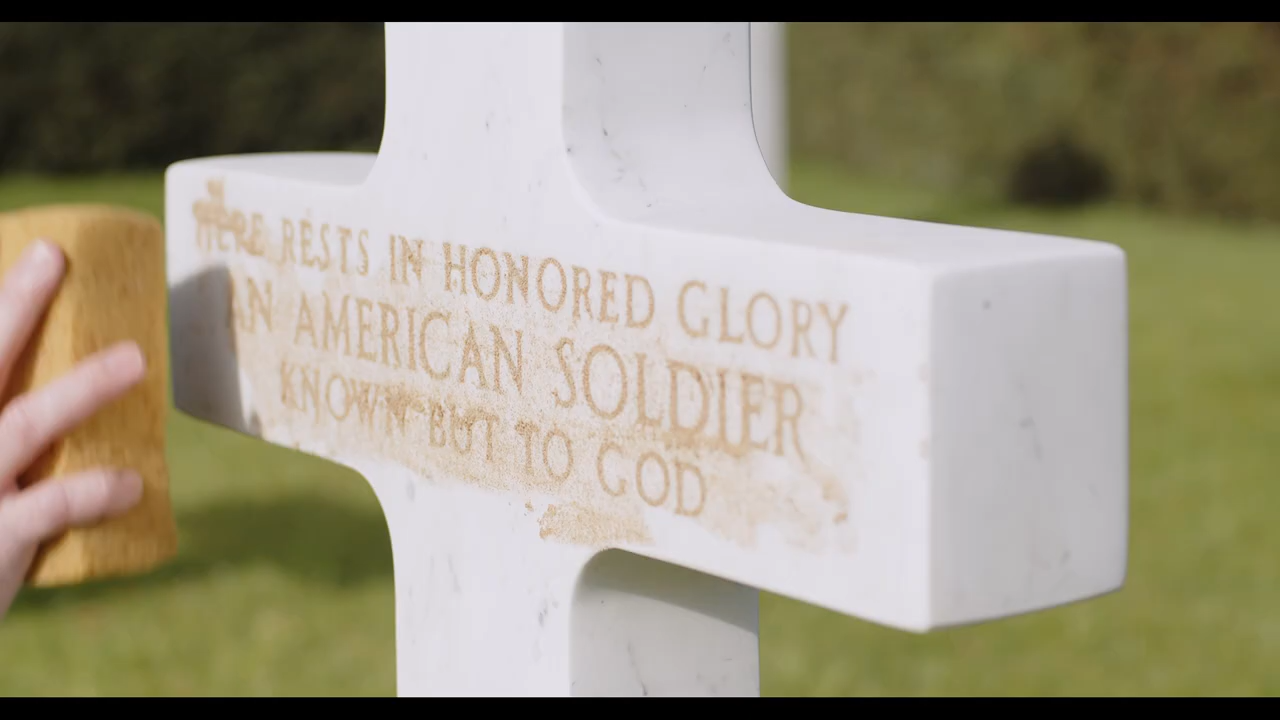 HERE RESTS IN HONORED GLORY
AN AMERICAN SOLDIER
KNOWN BUT TO GOD